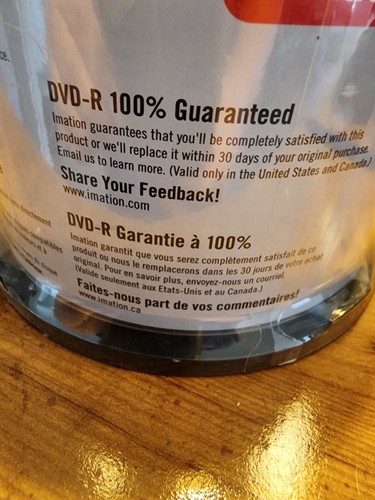 ce.
DVD-R 100% Guaranteed
Imation guarantees that you'll be completely satisfied with this
product or we'll replace it within 30 days of your original purchase.
Email us to learn more. (Valid only in the United States and Canada.)
Share Your Feedback!
www.imation.com
DVD-R Garantie à 100%
Imation garantit que vous serez complètement satisfait de ce
produit ou nous le remplacerons dans les 30 jours de votre achat
original. Pour en savoir plus, envoyez-nous un courriel.
(Valide seulement aux Etats-Unis et au Canada.)
Faites-nous part de vos commentaires!
www.imation.ca
compatibles